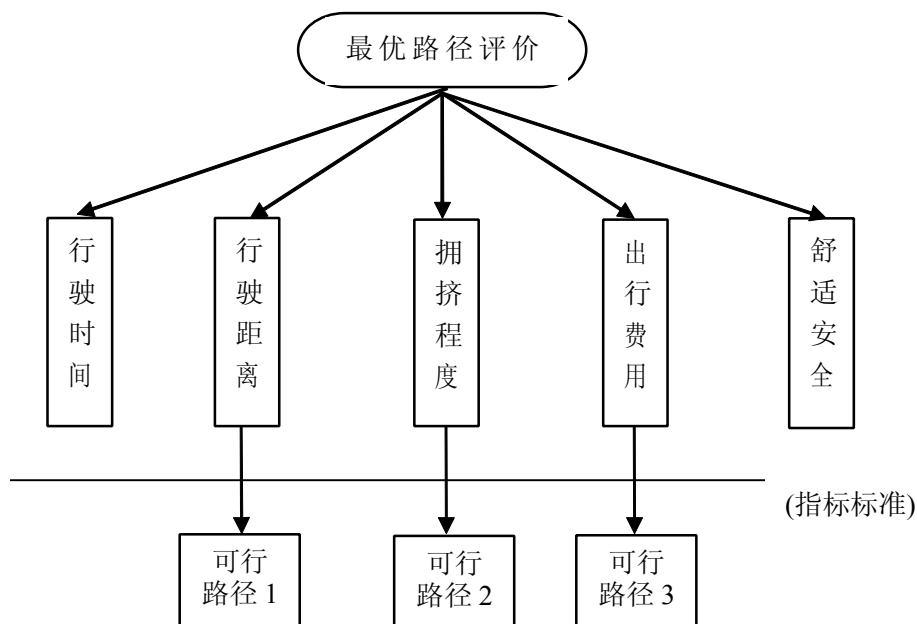 最优路径评价
行驶时间
行驶距离
拥挤程度
出行费用
舒适安全
(指标标准)
可行
路径 1
可行
路径 2
可行
路径 3